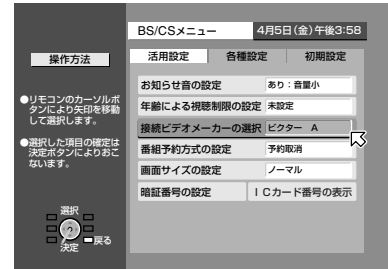 BS/CSメニュー 4月5日(金)午後3:58
操作方法
●リモコンのカーソルボ
タンにより矢印を移動
して選択します。
●選択した項目の確定は
決定ボタンによりおこ
ないます。
選択
決定
戻る
活用設定 各種設定 初期設定
お知らせ音の設定 あり:音量小
年齢による視聴制限の設定 未設定
接続ビデオメーカーの選択 ビクター A
番組予約方式の設定 予約取消
画面サイズの設定 ノーマル
暗証番号の設定 ICカード番号の表示